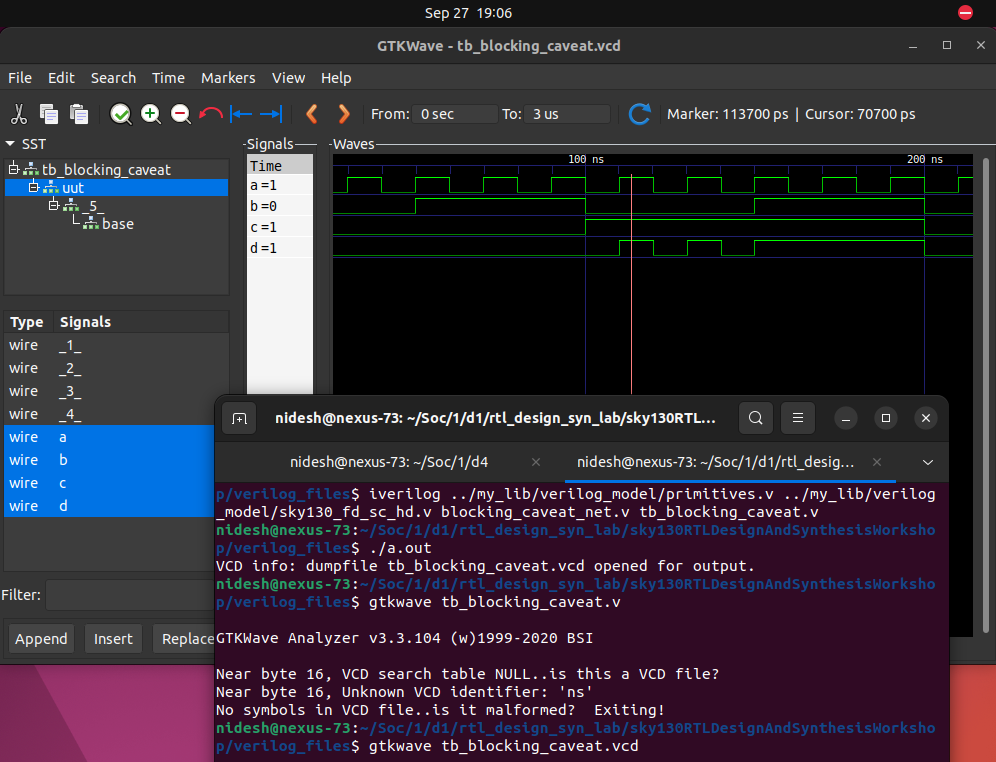 Sep 27 19:06
GTKWave - tb_blocking_caveat.vcd
File Edit Search Time Markers View Help
From: 0 sec To: 3 us Marker: 113700 ps | Cursor: 70700 ps
SST
tb_blocking_caveat
uut
_5_
base
Type Signals
wire _1_
wire _2_
wire _3_
wire _4_
wire a
wire b
wire c
wire d
Filter:
Append Insert Replace
Signals
Time
a =1
b =0
c =1
d =1
Waves
100 ns 200 ns
nidesh@nexus-73: ~/Soc/1/d1/rtl_design_syn_lab/sky130RTL...
nidesh@nexus-73: ~/Soc/1/d4 nidesh@nexus-73: ~/Soc/1/d1/rtl_desig...
p/verilog_files$ iverilog ../my_lib/verilog_model/primitives.v ../my_lib/verilog
_model/sky130_fd_sc_hd.v blocking_caveat_net.v tb_blocking_caveat.v
nidesh@nexus-73:~/Soc/1/d1/rtl_design_syn_lab/sky130RTLDesignAndSynthesisWorksho
p/verilog_files$ ./a.out
VCD info: dumpfile tb_blocking_caveat.vcd opened for output.
nidesh@nexus-73:~/Soc/1/d1/rtl_design_syn_lab/sky130RTLDesignAndSynthesisWorksho
p/verilog_files$ gtkwave tb_blocking_caveat.v
GTKWave Analyzer v3.3.104 (w)1999-2020 BSI
Near byte 16, VCD search table NULL..is this a VCD file?
Near byte 16, Unknown VCD identifier: 'ns'
No symbols in VCD file..is it malformed?  Exiting!
nidesh@nexus-73:~/Soc/1/d1/rtl_design_syn_lab/sky130RTLDesignAndSynthesisWorksho
p/verilog_files$ gtkwave tb_blocking_caveat.vcd